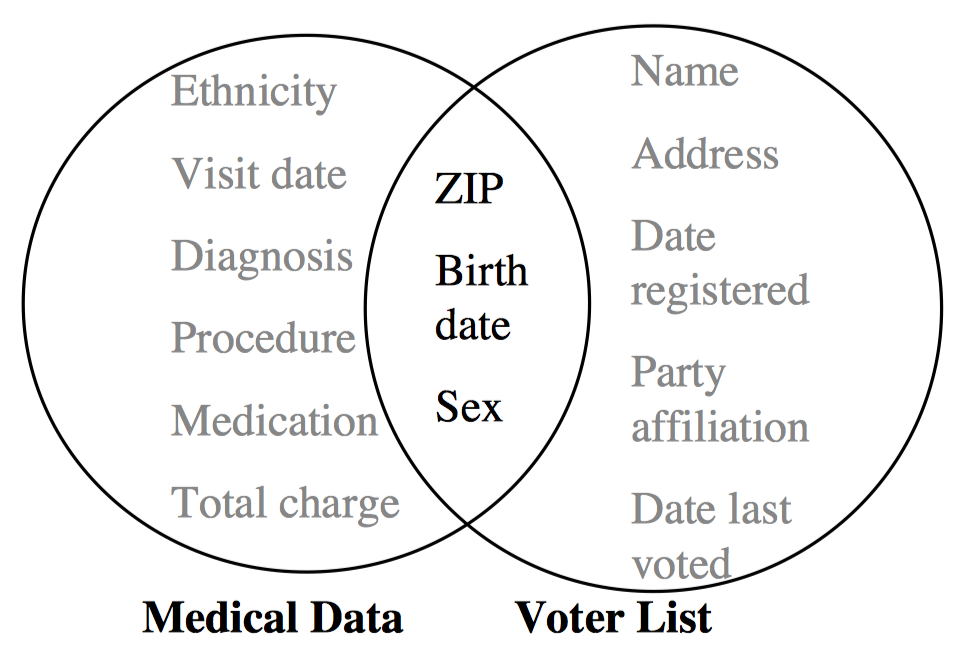 Ethnicity
Visit date
Diagnosis
Procedure
Medication
Total charge
ZIP
Birth
date
Sex
Name
Address
Date
registered
Party
affiliation
Date last
voted
Medical Data
Voter List